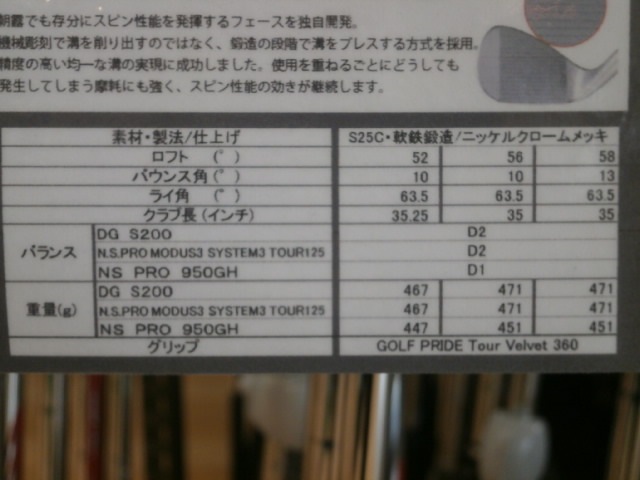 朝露でも存分にスピン性能を発揮するフェースを独自開発。
機械彫刻で溝を削り出すのではなく、鍛造の段階で溝をプレスする方式を採用。
精度の高い均一な溝の実現に成功しました。使用を重ねるごとにどうしても
発生してしまう摩耗にも強く、スピン性能の効きが継続します。
素材・製法/仕上げ S25C・軟鉄鍛造/ニッケルクロームメッキ
ロフト (°) 52 56 58
バウンス角(°) 10 10 13
ライ角 (°) 63.5 63.5 63.5
クラブ長(インチ) 35.25 35 35
バランス DG S200 D2
N.S.PRO MODUS3 SYSTEM3 TOUR125 D2
NS PRO 950GH D1
重量(g) DG S200 467 471 471
N.S.PRO MODUS3 SYSTEM3 TOUR125 467 471 471
NS PRO 950GH 447 451 451
グリップ GOLF PRIDE Tour Velvet 360